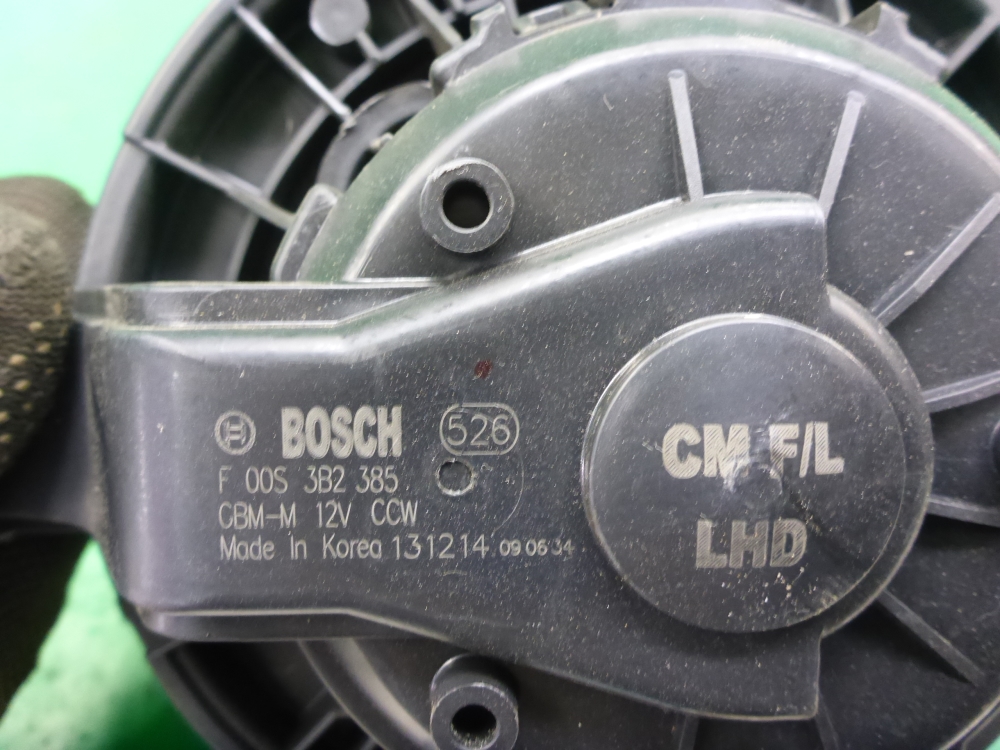 BOSCH 526
F 00S 3B2 385
CBM-M 12V CCW
Made in Korea 131214 09 06 34
CM F/L
LHD